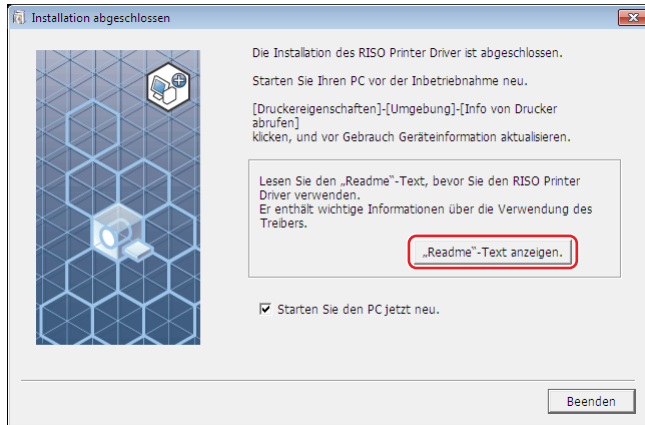 Installation abgeschlossen
Die Installation des RISO Printer Driver ist abgeschlossen.
Starten Sie Ihren PC vor der Inbetriebnahme neu.
[Druckereigenschaften]-[Umgebung]-[Info von Drucker
abrufen]
klicken, und vor Gebrauch Geräteinformation aktualisieren.
Lesen Sie den „Readme“-Text, bevor Sie den RISO Printer
Driver verwenden.
Er enthält wichtige Informationen über die Verwendung des
Treibers.
„Readme“-Text anzeigen.
Starten Sie den PC jetzt neu.
Beenden